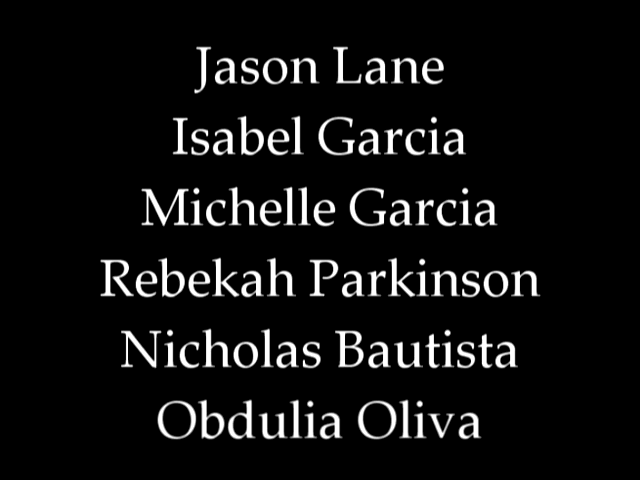 Jason Lane
Isabel Garcia
Michelle Garcia
Rebekah Parkinson
Nicholas Bautista
Obdulia Oliva